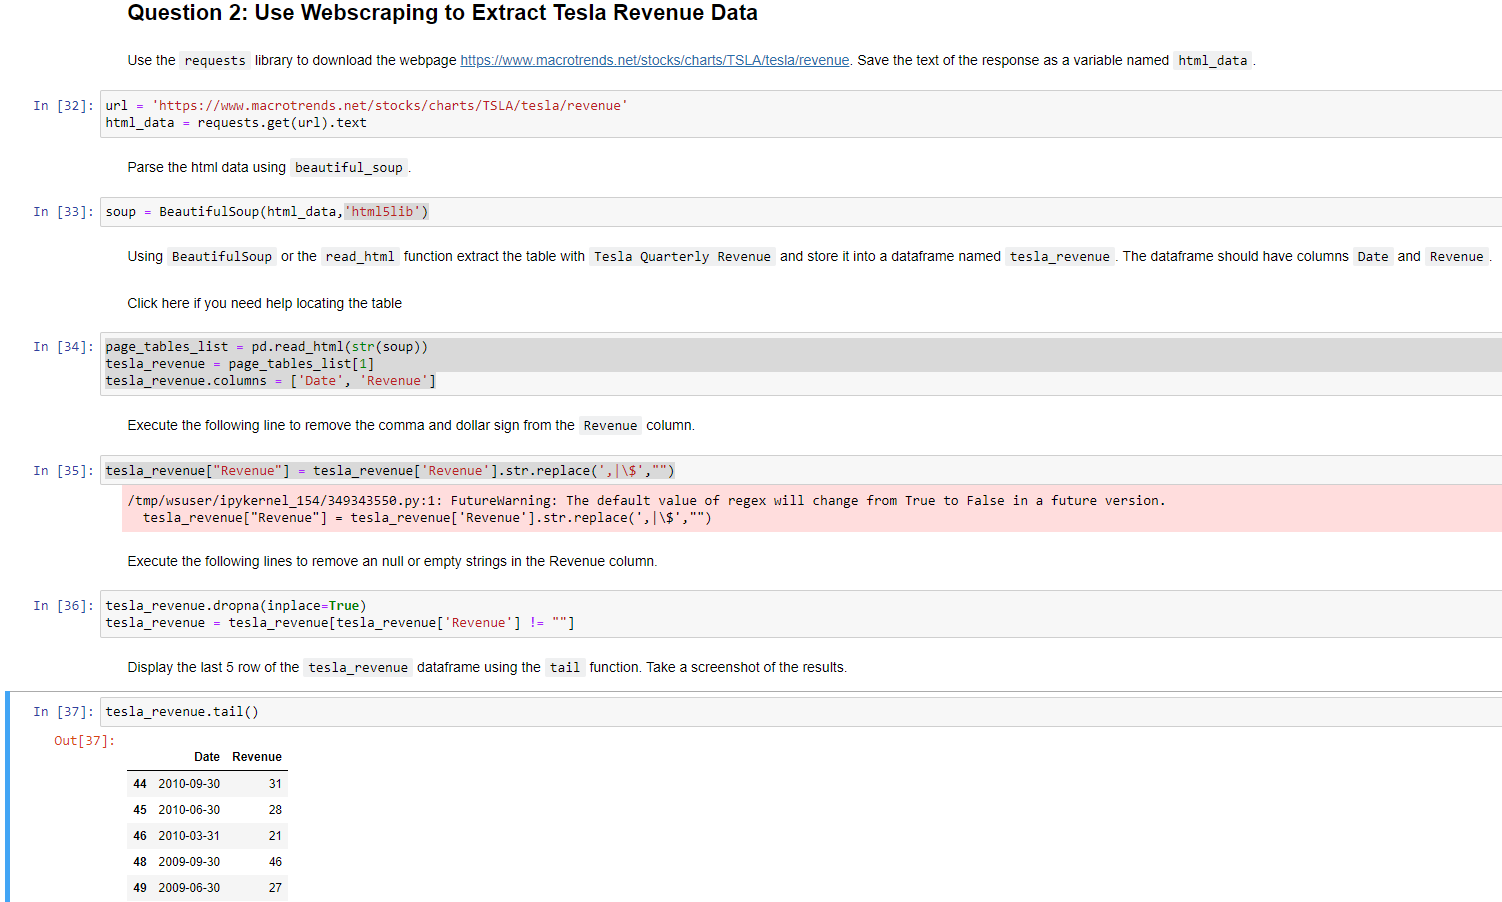 Question 2: Use Webscraping to Extract Tesla Revenue Data
Use the requests library to download the webpage https://www.macrotrends.net/stocks/charts/TSLA/tesla/revenue. Save the text of the response as a variable named html_data .
In [32]: url = 'https://www.macrotrends.net/stocks/charts/TSLA/tesla/revenue'
html_data = requests.get(url).text
Parse the html data using beautiful_soup .
In [33]: soup = BeautifulSoup(html_data,'html5lib')
Using BeautifulSoup or the read_html function extract the table with Tesla Quarterly Revenue and store it into a dataframe named tesla_revenue . The dataframe should have columns Date and Revenue .
Click here if you need help locating the table
In [34]: page_tables_list = pd.read_html(str(soup))
tesla_revenue = page_tables_list[1]
tesla_revenue.columns = ['Date', 'Revenue']
Execute the following line to remove the comma and dollar sign from the Revenue column.
In [35]: tesla_revenue["Revenue"] = tesla_revenue['Revenue'].str.replace(',|\$',"")
/tmp/wsuser/ipykernel_154/349343550.py:1: FutureWarning: The default value of regex will change from True to False in a future version.
tesla_revenue["Revenue"] = tesla_revenue['Revenue'].str.replace(',|\$',"")
Execute the following lines to remove an null or empty strings in the Revenue column.
In [36]: tesla_revenue.dropna(inplace=True)
tesla_revenue = tesla_revenue[tesla_revenue['Revenue'] != ""]
Display the last 5 row of the tesla_revenue dataframe using the tail function. Take a screenshot of the results.
In [37]: tesla_revenue.tail()
Out[37]:
Date Revenue
44 2010-09-30 31
45 2010-06-30 28
46 2010-03-31 21
48 2009-09-30 46
49 2009-06-30 27